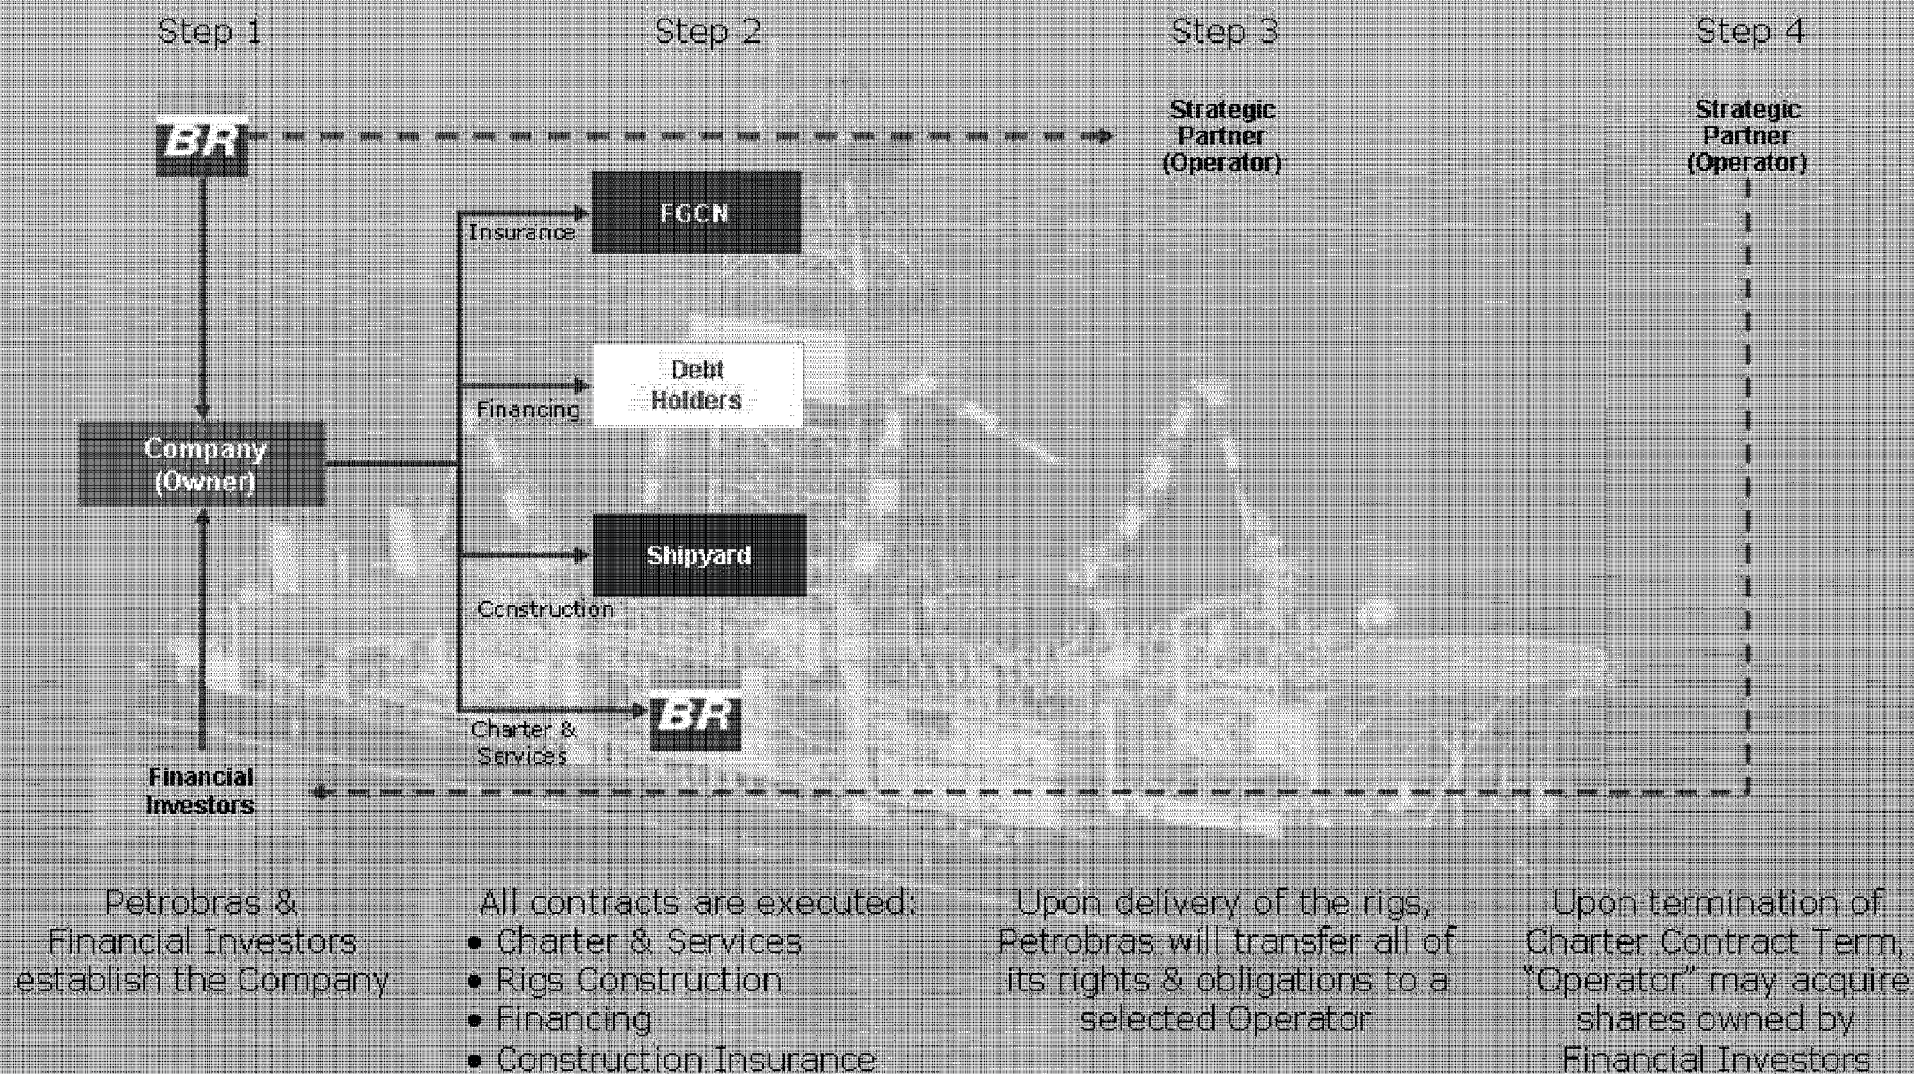 Step 1
Step 2
Step 3
Step 4
BR
Strategic
Partner
(Operator)
Strategic
Partner
(Operator)
FGCN
Insurance
Debt
Holders
Financing
Company
(Owner)
Shipyard
Construction
BR
Charter &
Services
Financial
Investors
Petrobras &
Financial Investors
establish the Company
All contracts are executed:
• Charter & Services
• Rigs Construction
• Financing
• Construction Insurance
Upon delivery of the rigs,
Petrobras will transfer all of
its rights & obligations to a
selected Operator
Upon termination of
Charter Contract Term,
"Operator" may acquire
shares owned by
Financial Investors